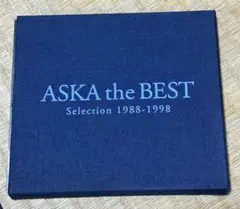 ASKA the BEST
Selection 1988-1998